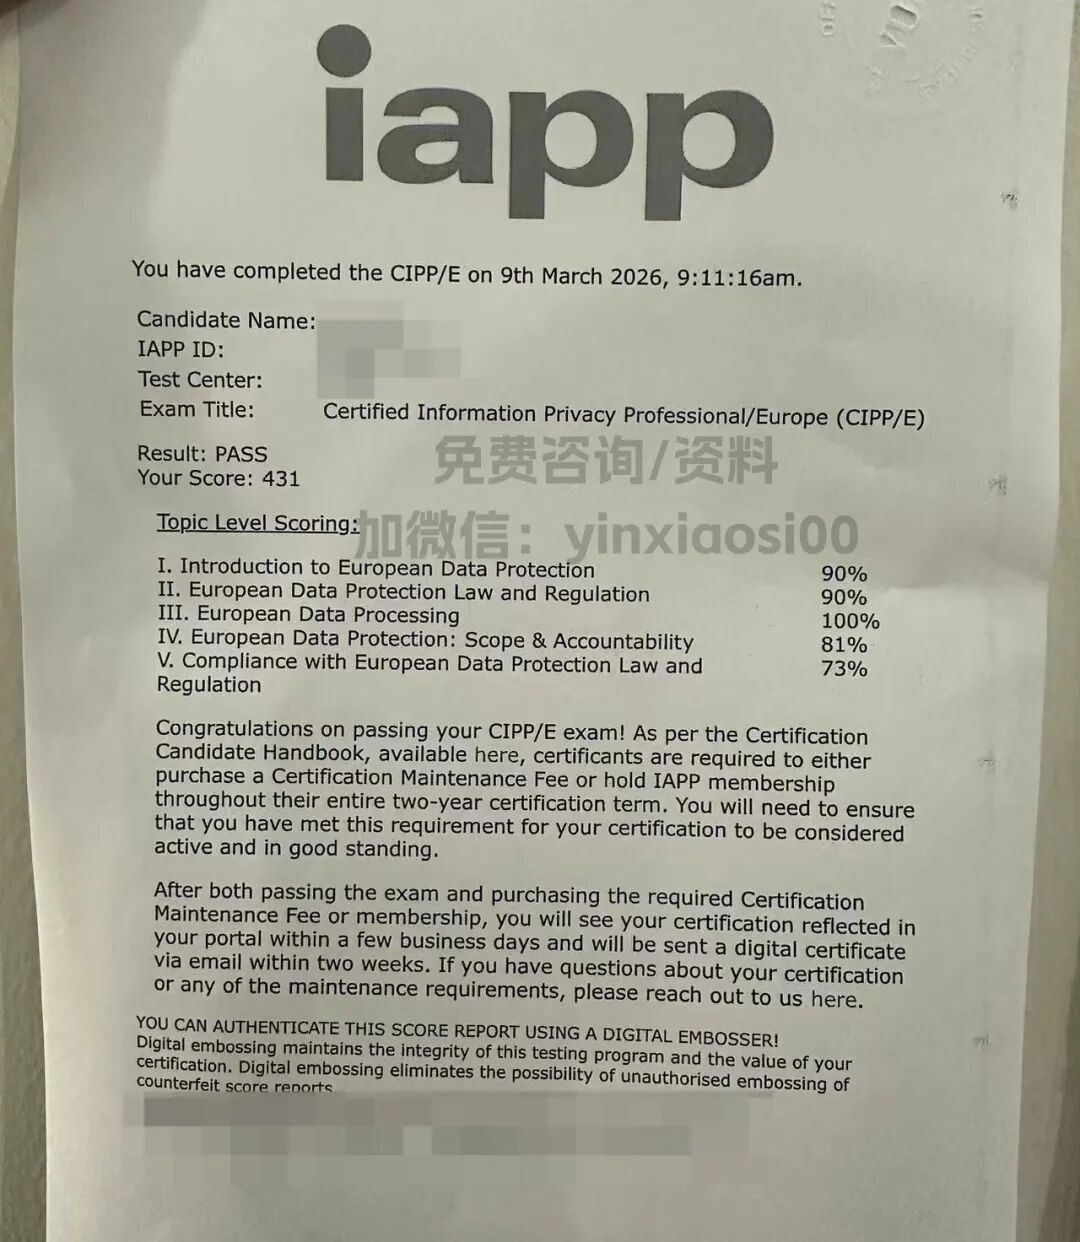 iapp
You have completed the CIPP/E on 9th March 2026, 9:11:16am.
Candidate Name:
IAPP ID:
Test Center:
Exam Title: Certified Information Privacy Professional/Europe (CIPP/E)
免费咨询/资料
Result: PASS
Your Score: 431
加微信：yinxiaosi00
Topic Level Scoring:
I. Introduction to European Data Protection 90%
II. European Data Protection Law and Regulation 90%
III. European Data Processing 100%
IV. European Data Protection: Scope & Accountability 81%
V. Compliance with European Data Protection Law and 73%
Regulation
Congratulations on passing your CIPP/E exam! As per the Certification
Candidate Handbook, available here, certificants are required to either
purchase a Certification Maintenance Fee or hold IAPP membership
throughout their entire two-year certification term. You will need to ensure
that you have met this requirement for your certification to be considered
active and in good standing.
After both passing the exam and purchasing the required Certification
Maintenance Fee or membership, you will see your certification reflected in
your portal within a few business days and will be sent a digital certificate
via email within two weeks. If you have questions about your certification
or any of the maintenance requirements, please reach out to us here.
YOU CAN AUTHENTICATE THIS SCORE REPORT USING A DIGITAL EMBOSSER!
Digital embossing maintains the integrity of this testing program and the value of your
certification. Digital embossing eliminates the possibility of unauthorised embossing of
counterfeit score reports